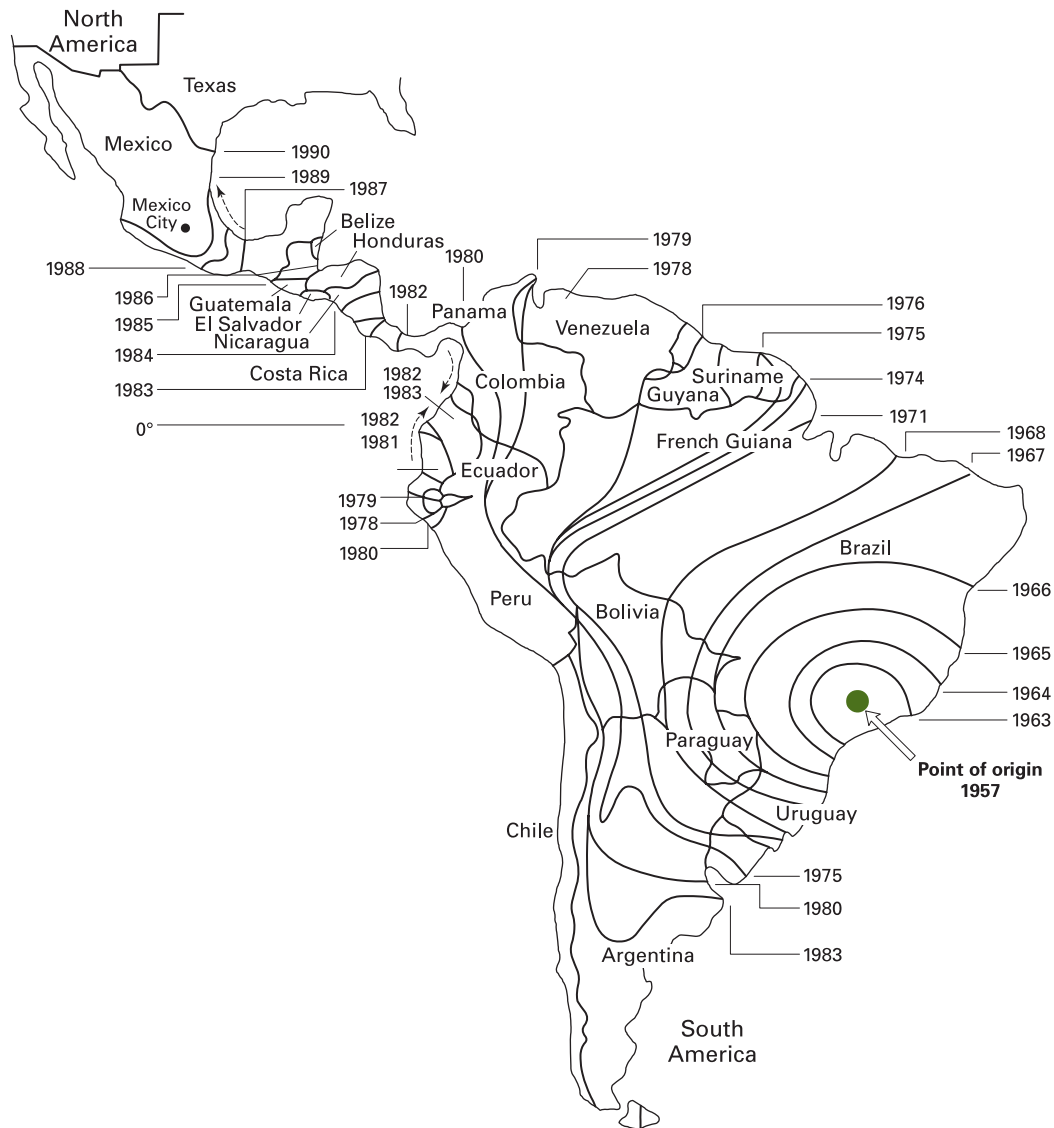 North
America
Texas
Mexico
1990
1989
1987
Mexico
City
Belize
Honduras
1980
1979
1978
1988
1986
1985
Guatemala
El Salvador
Nicaragua
1982
Panama
Venezuela
1976
1975
1984
1983
Costa Rica
1982
1983
Colombia
Suriname
Guyana
1974
0°
1982
1981
French Guiana
1971
1968
1967
Ecuador
1979
1978
1980
Brazil
Peru
Bolivia
1966
1965
1964
1963
Paraguay
Point of origin
1957
Chile
Uruguay
1975
1980
1983
Argentina
South
America